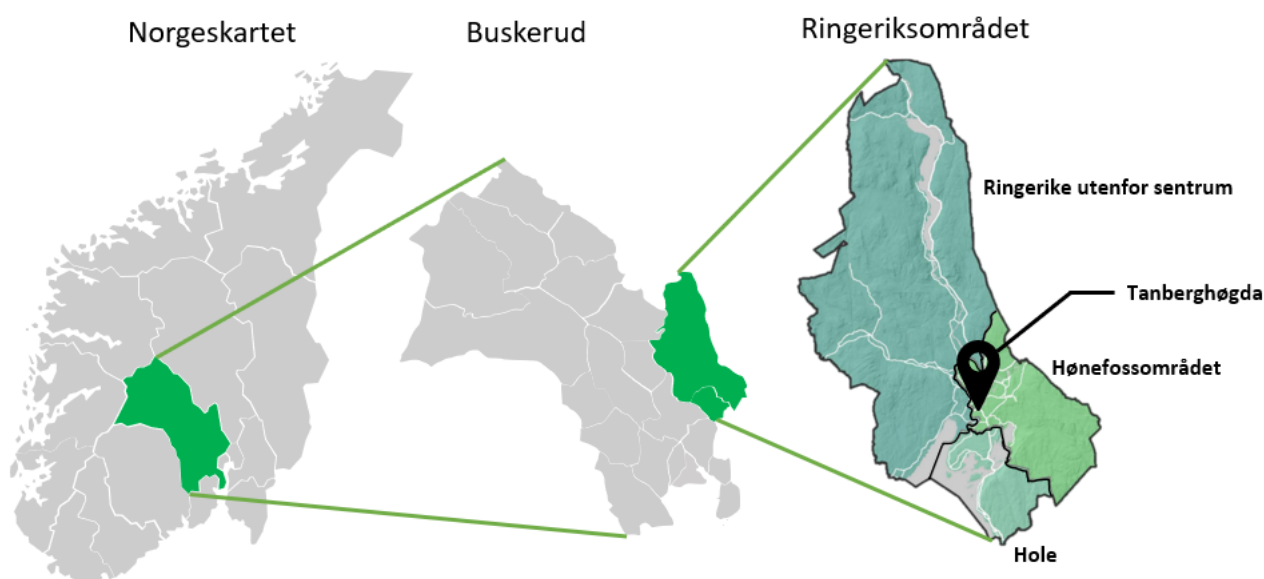 Norgeskartet
Buskerud
Ringeriksområdet
Ringerike utenfor sentrum
Tanberghøgda
Hønefossområdet
Hole